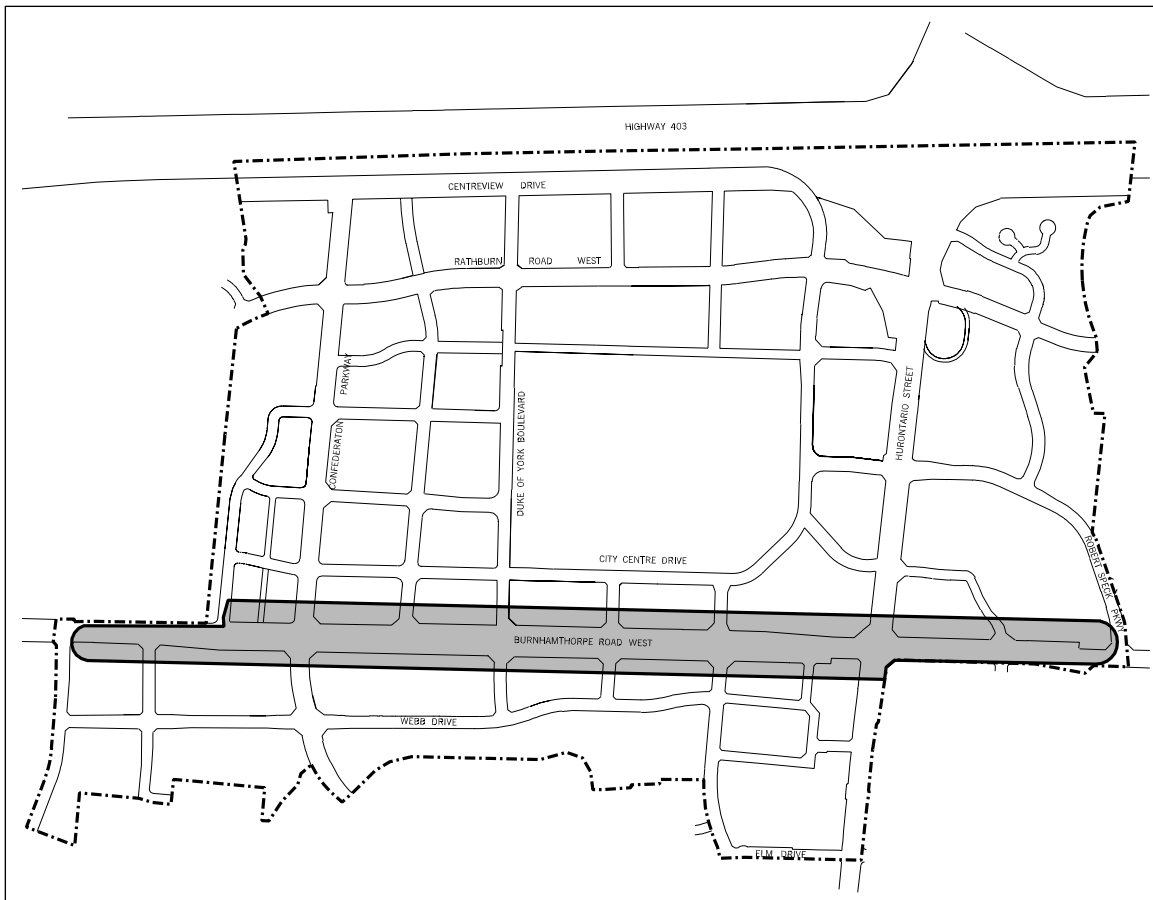 HIGHWAY 403
CENTREVIEW DRIVE
RATHBURN ROAD WEST
PARKWAY
CONFEDERATON
DUKE OF YORK BOULEVARD
HURONTARIO STREET
CITY CENTRE DRIVE
ROBERT SPECK PKWY
BURNHAMTHORPE ROAD WEST
WEBB DRIVE
ELM DRIVE